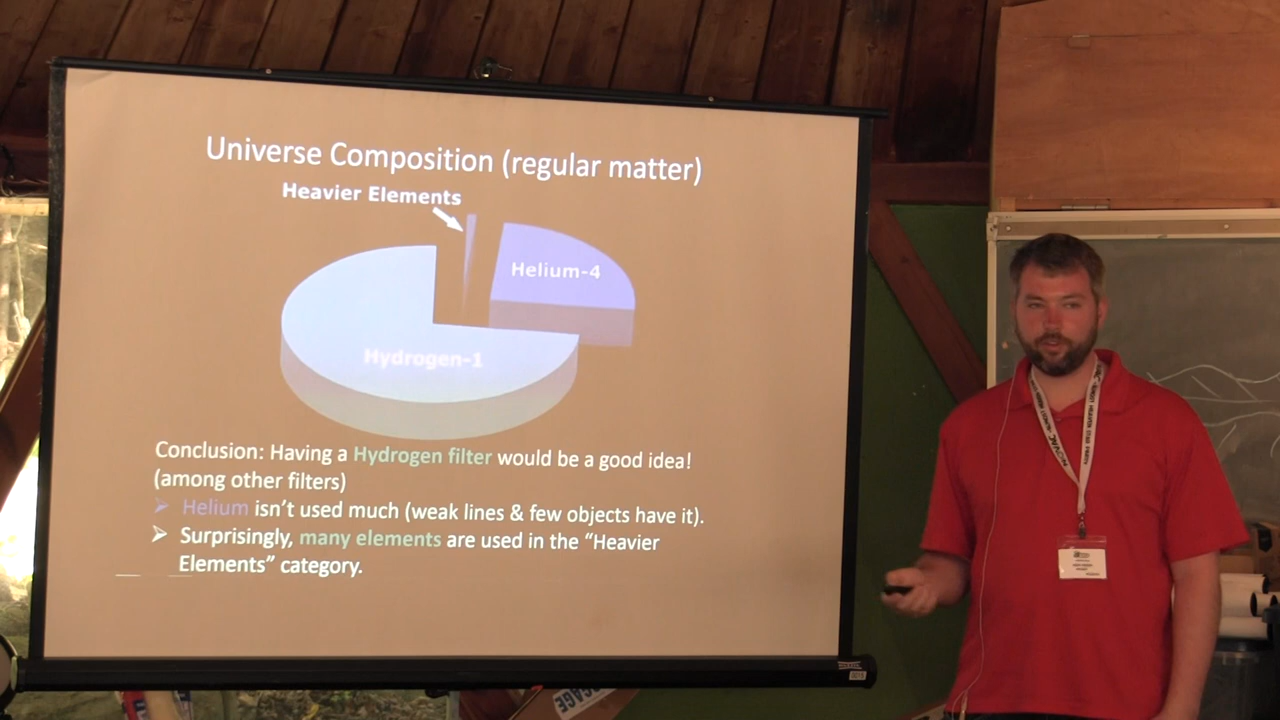 Universe Composition (regular matter)
Heavier Elements
Helium-4
Hydrogen-1
Conclusion: Having a Hydrogen filter would be a good idea!
(among other filters)
➢ Helium isn't used much (weak lines & few objects have it).
➢ Surprisingly, many elements are used in the “Heavier
Elements” category.
NOVAC